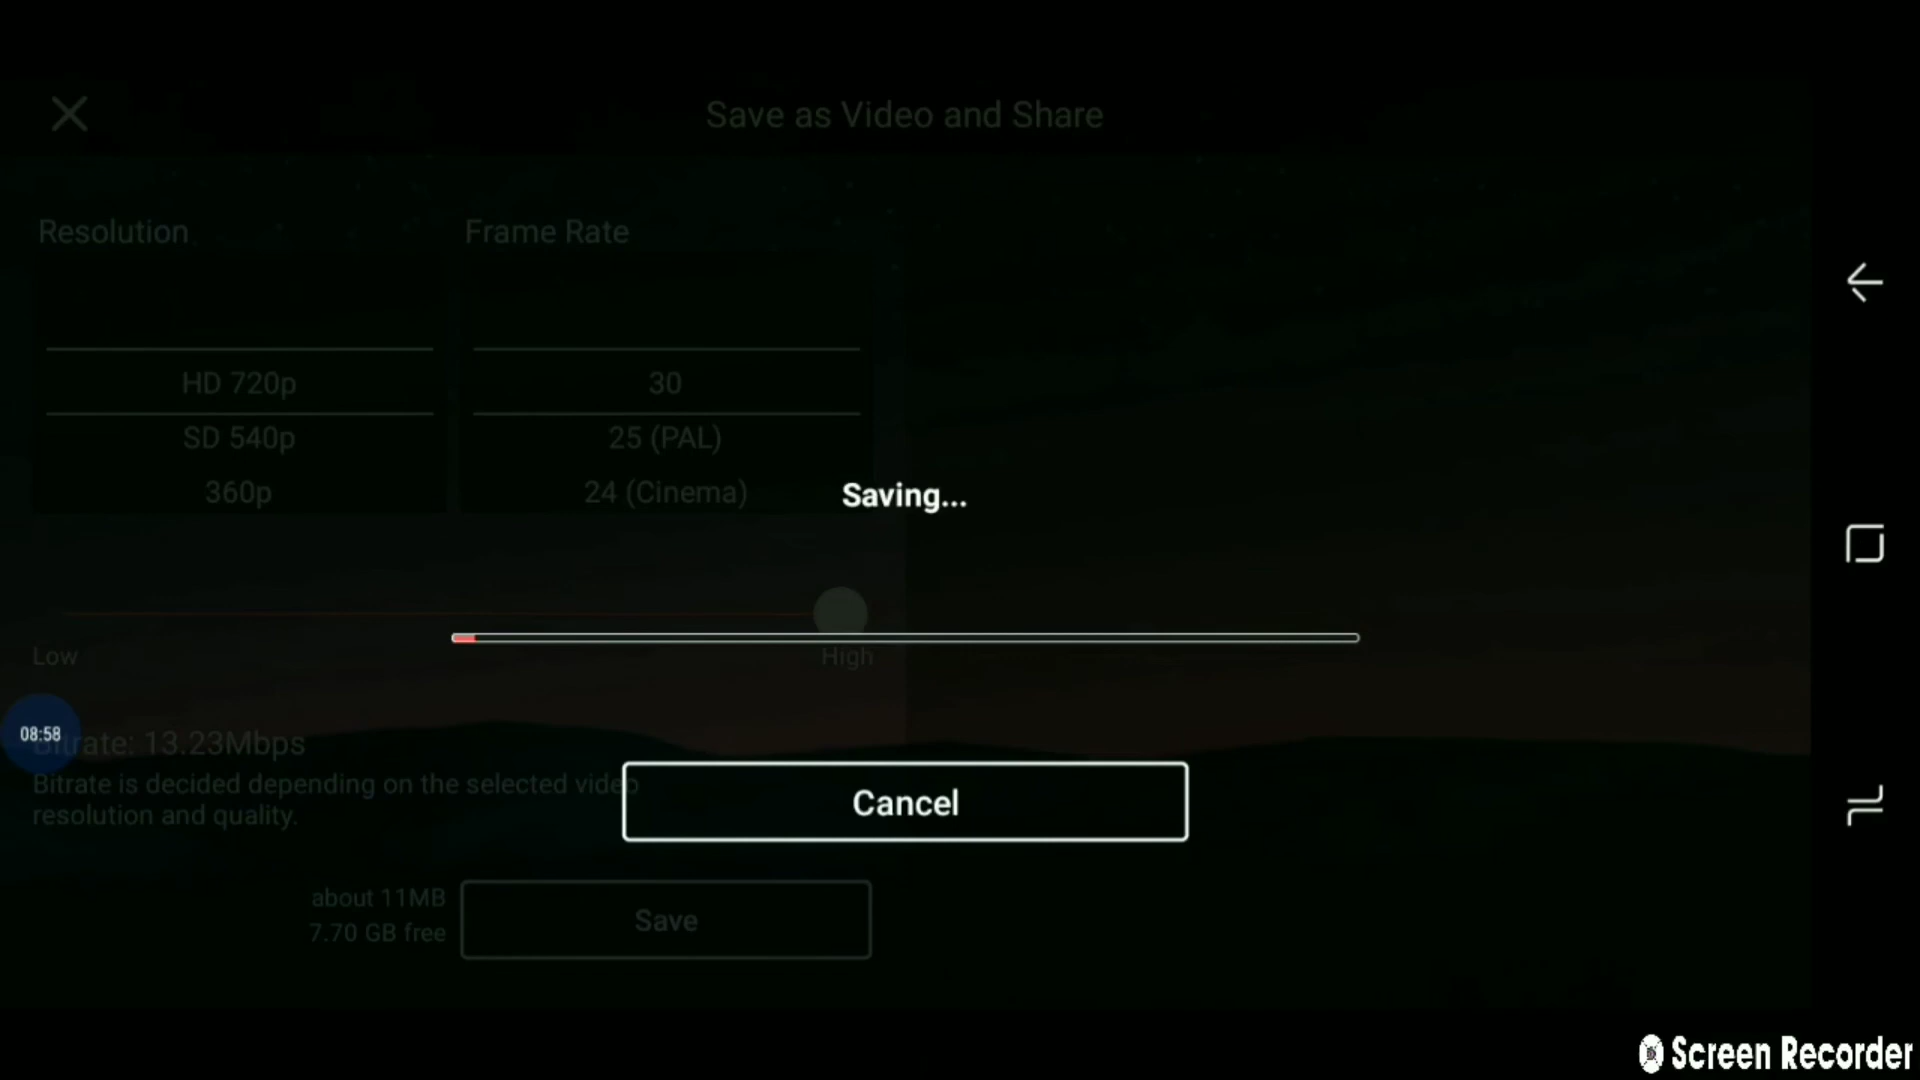 Save as Video and Share
Resolution
Frame Rate
HD 720p
30
SD 540p
25 (PAL)
360p
24 (Cinema)
Saving...
Low
High
08:58
Bitrate: 13.23Mbps
Bitrate is decided depending on the selected video
resolution and quality.
Cancel
about 11MB
7.70 GB free
Save
Screen Recorder